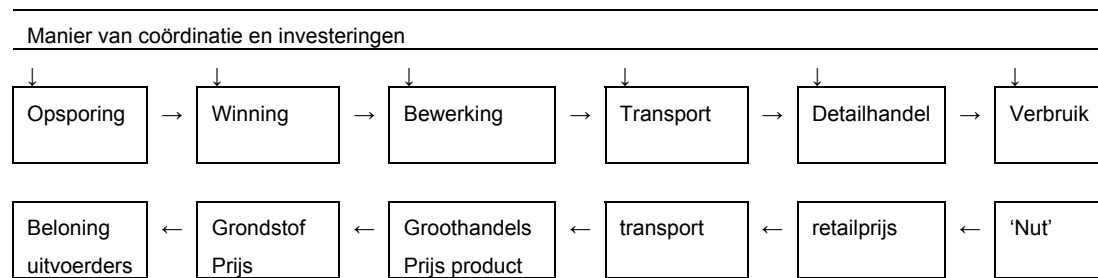 Manier van coördinatie en investeringen
↓ ↓ ↓ ↓ ↓ ↓
Opsporing → Winning → Bewerking → Transport → Detailhandel → Verbruik
Beloning ← Grondstof ← Groothandels ← transport ← retailprijs ← ‘Nut’
uitvoerders Prijs Prijs product